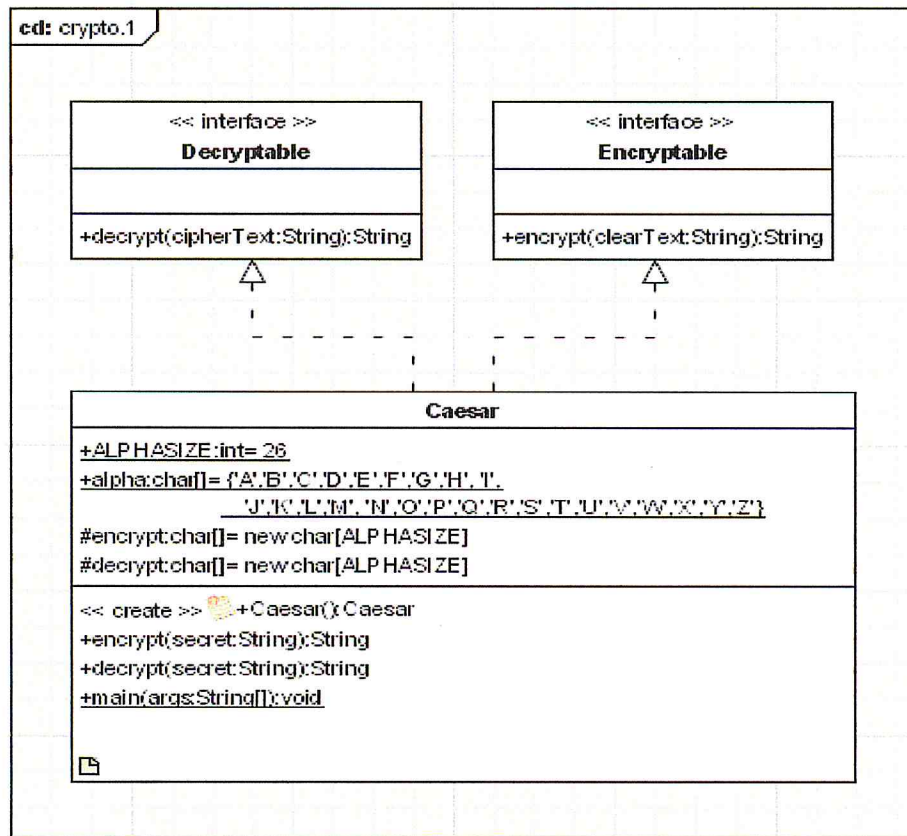 cd: crypto.1
<< interface >>
Decryptable
+decrypt(cipherText:String):String
<< interface >>
Encryptable
+encrypt(clearText:String):String
Caesar
+ALPHASIZE:int= 26
+alpha:char[]= {'A','B','C','D','E','F','G','H', 'I',
'J','K','L','M', 'N','O','P','Q','R','S','T','U','V','W','X','Y','Z'}
#encrypt:char[]= new char[ALPHASIZE]
#decrypt:char[]= new char[ALPHASIZE]
<< create >> +Caesar():Caesar
+encrypt(secret:String):String
+decrypt(secret:String):String
+main(args:String[]):void